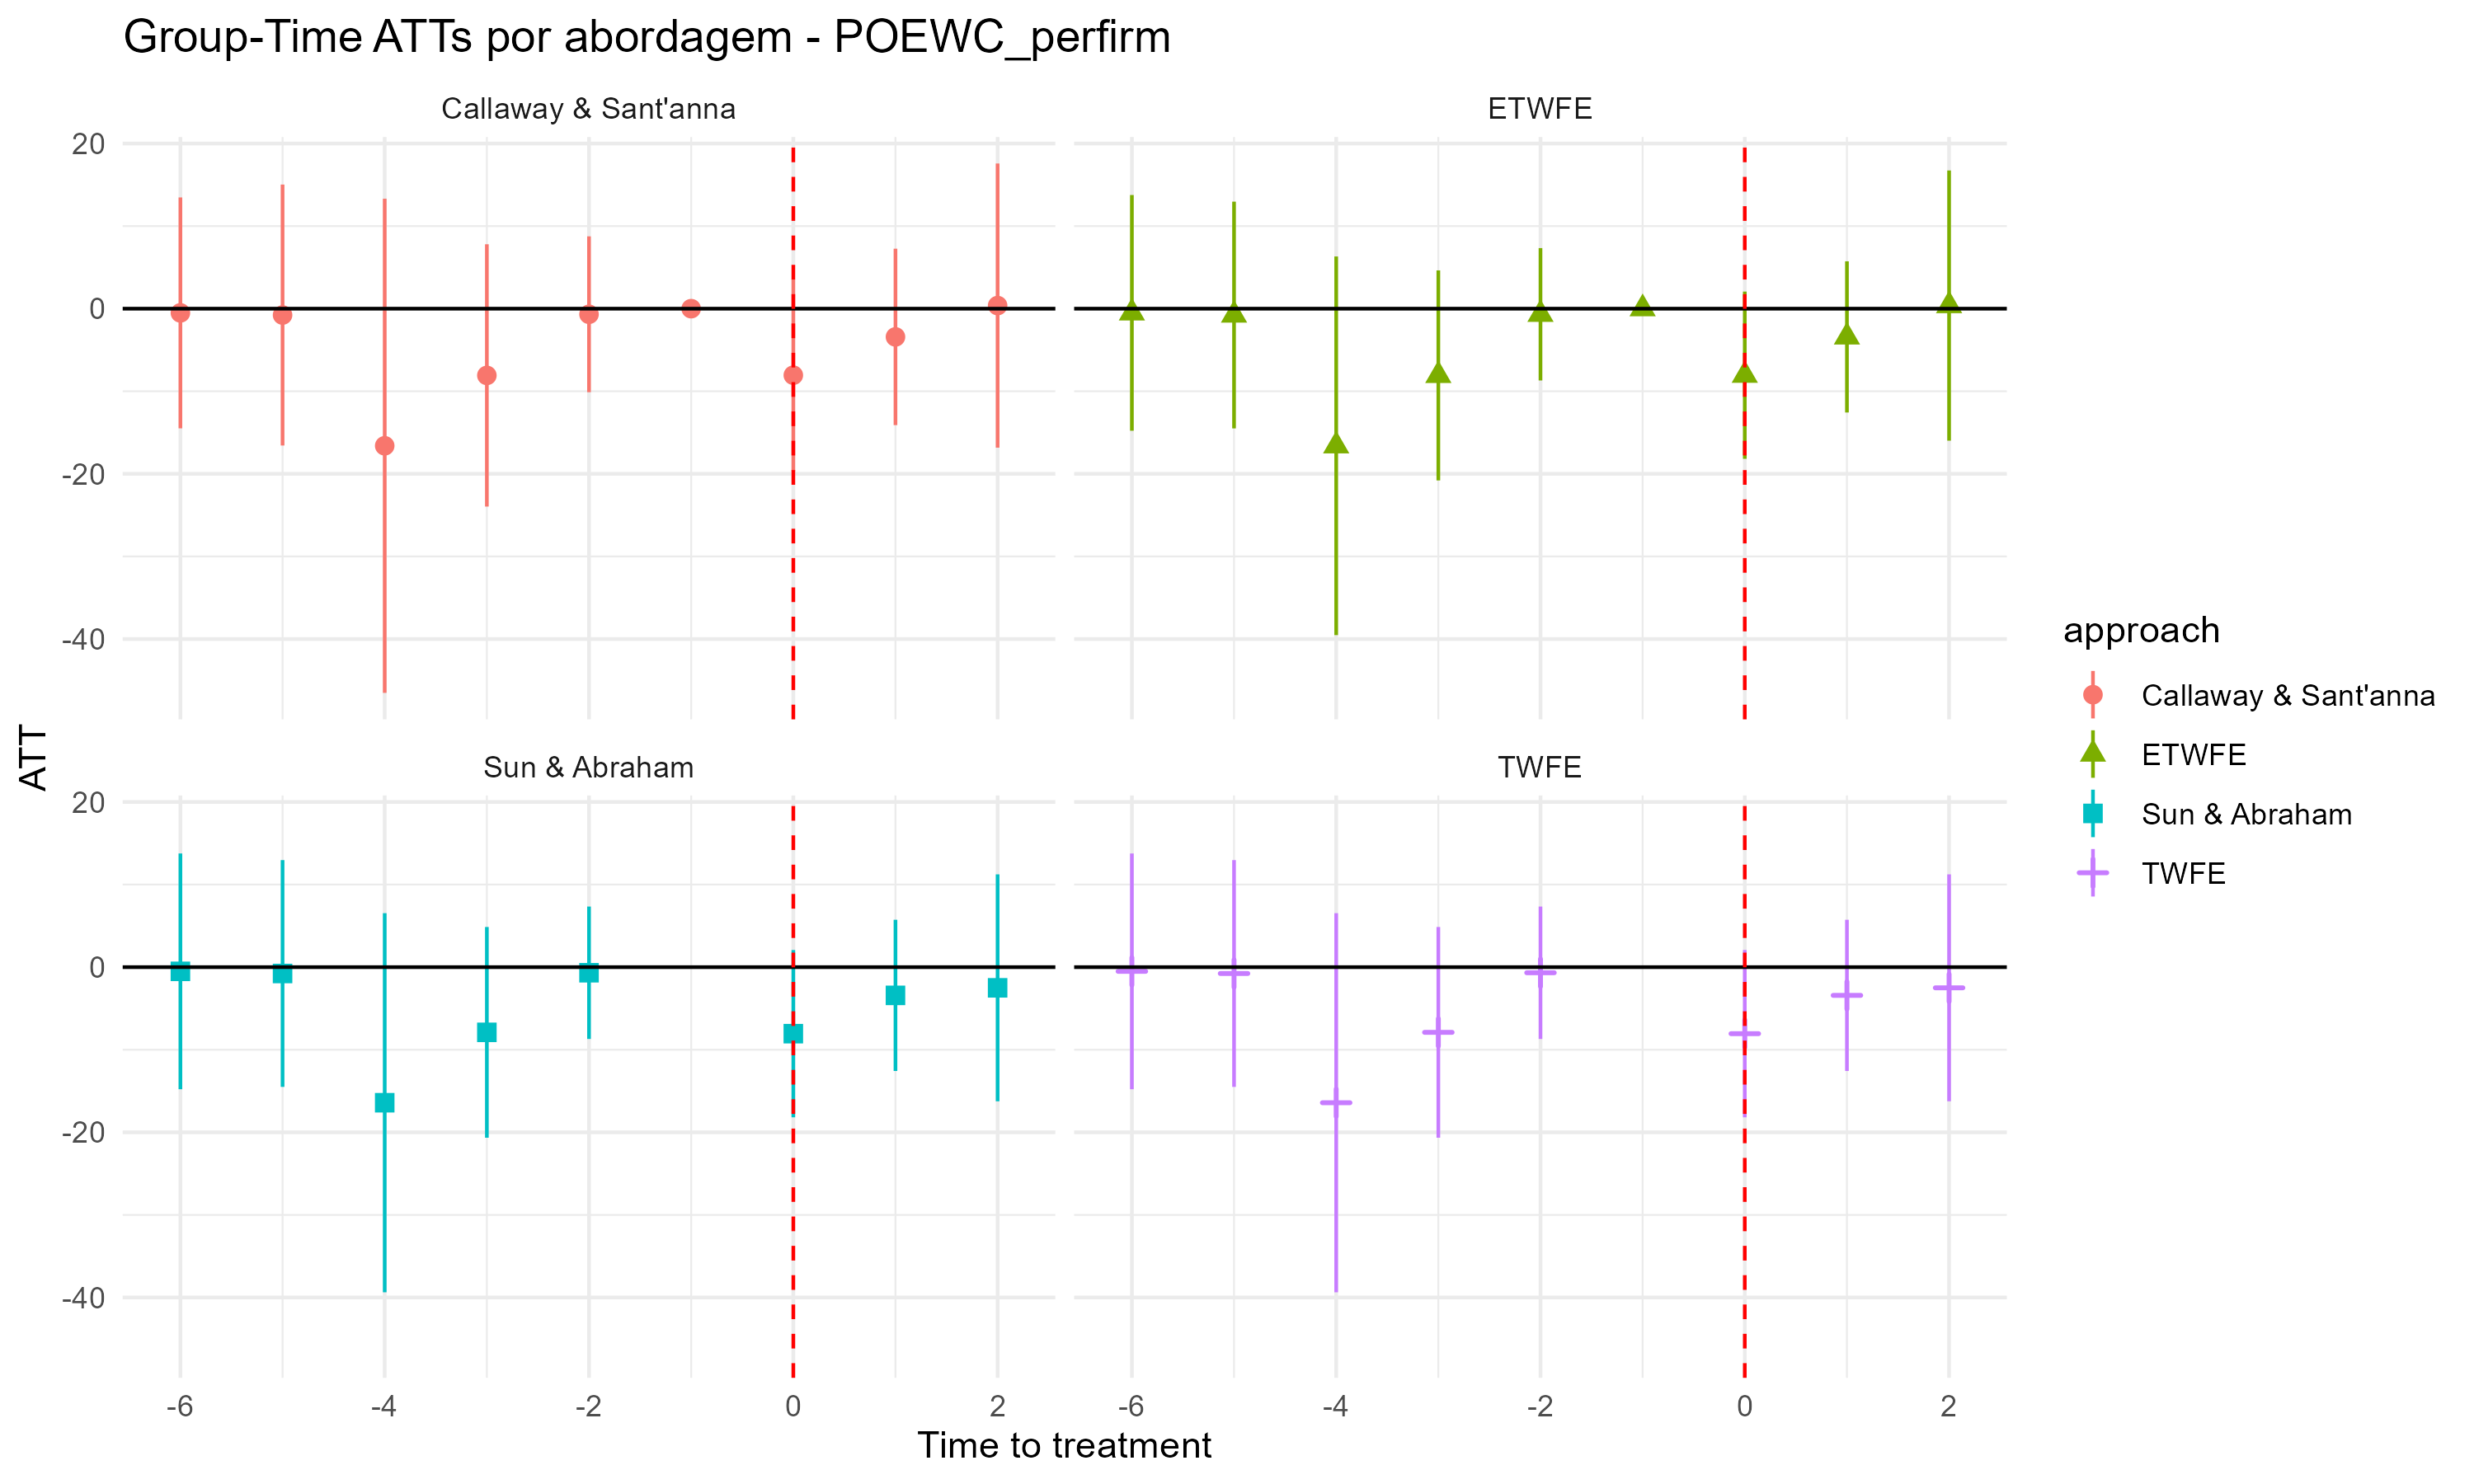 Group-Time ATTs por abordagem - POEWC_perfirm
Callaway & Sant'anna
ETWFE
20
0
-20
-40
Sun & Abraham
TWFE
20
0
-20
-40
ATT
-6
-4
-2
0
2
-6
-4
-2
0
2
Time to treatment
approach
Callaway & Sant'anna
ETWFE
Sun & Abraham
TWFE